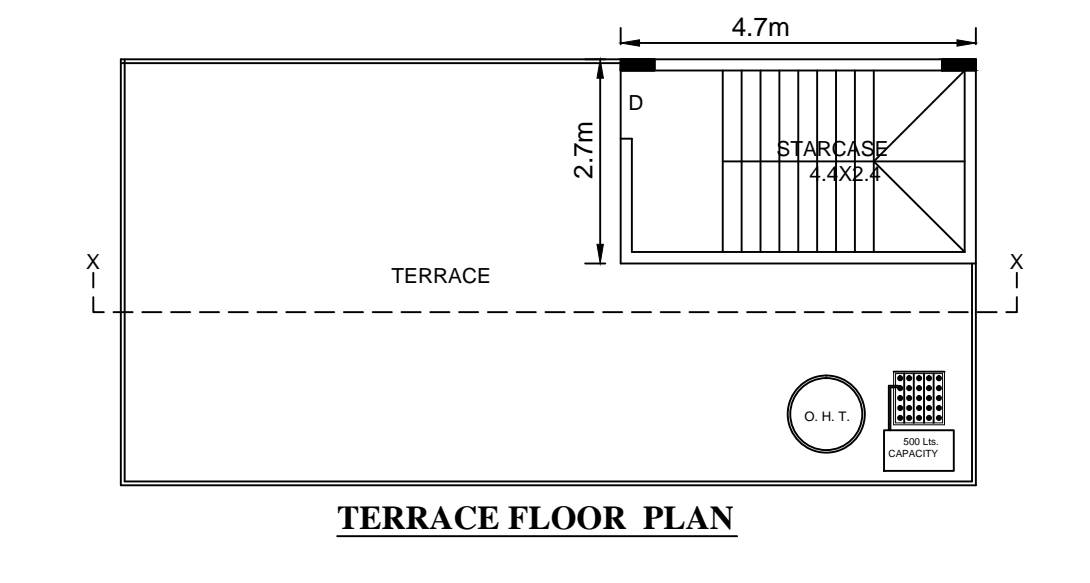 4.7m
2.7m
D
STARCASE
4.4X2.4
X
X
TERRACE
O. H. T.
500 Lts.
CAPACITY
TERRACE FLOOR PLAN